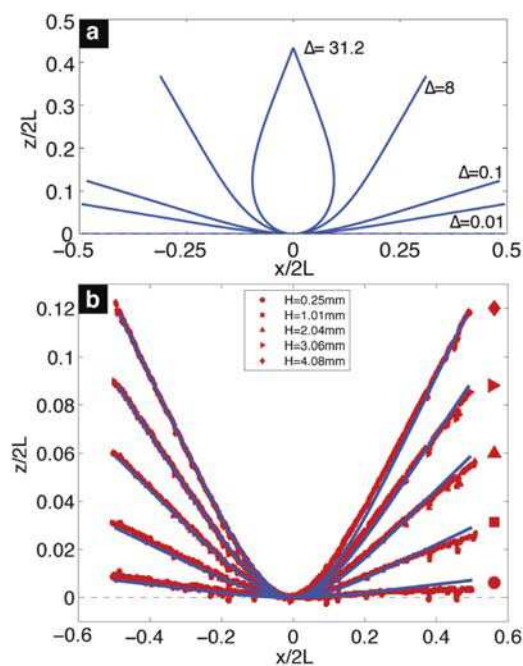 a
0.5
0.4
0.3
0.2
0.1
0
z/2L
Δ= 31.2
Δ=8
Δ=0.1
Δ=0.01
−0.5 −0.25 0 0.25 0.5
x/2L
b
H=0.25mm
H=1.01mm
H=2.04mm
H=3.06mm
H=4.08mm
0.12
0.1
0.08
0.06
0.04
0.02
0
z/2L
−0.6 −0.4 −0.2 0 0.2 0.4 0.6
x/2L